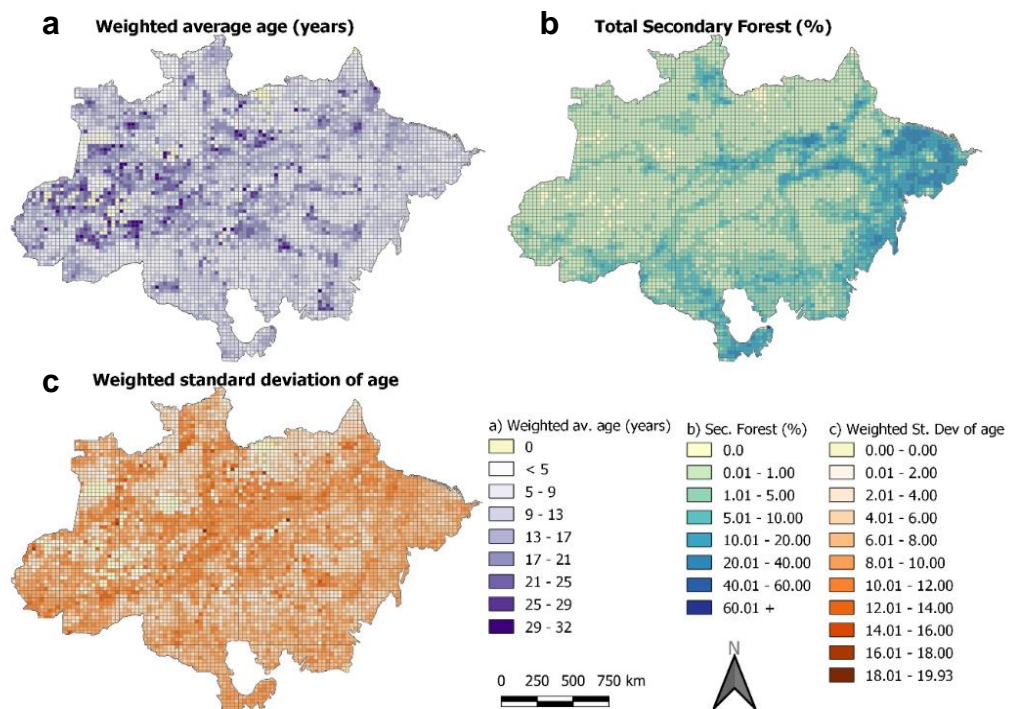 a Weighted average age (years)
b Total Secondary Forest (%)
c Weighted standard deviation of age
a) Weighted av. age (years)
0
< 5
5 - 9
9 - 13
13 - 17
17 - 21
21 - 25
25 - 29
29 - 32
b) Sec. Forest (%)
0.0
0.01 - 1.00
1.01 - 5.00
5.01 - 10.00
10.01 - 20.00
20.01 - 40.00
40.01 - 60.00
60.01 +
c) Weighted St. Dev of age
0.00 - 0.00
0.01 - 2.00
2.01 - 4.00
4.01 - 6.00
6.01 - 8.00
8.01 - 10.00
10.01 - 12.00
12.01 - 14.00
14.01 - 16.00
16.01 - 18.00
18.01 - 19.93
0 250 500 750 km
N